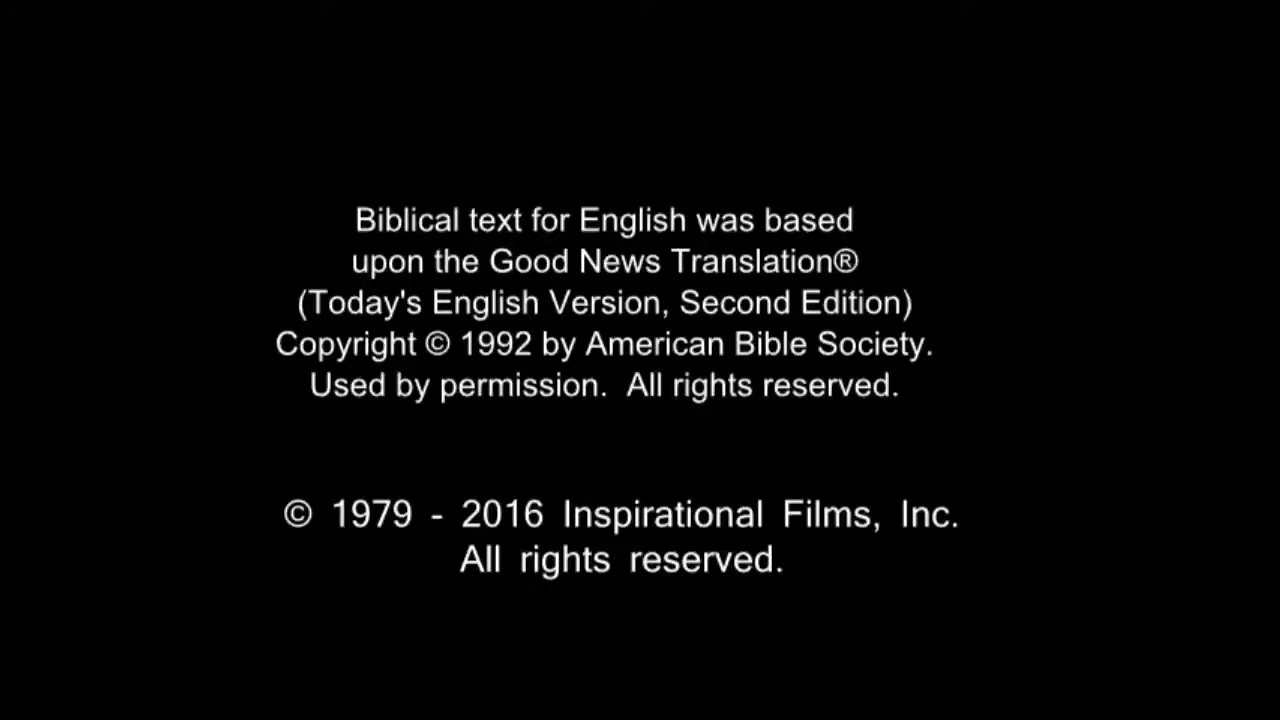 Biblical text for English was based
upon the Good News Translation®
(Today's English Version, Second Edition)
Copyright © 1992 by American Bible Society.
Used by permission.  All rights reserved.
© 1979 - 2016 Inspirational Films, Inc.
All rights reserved.